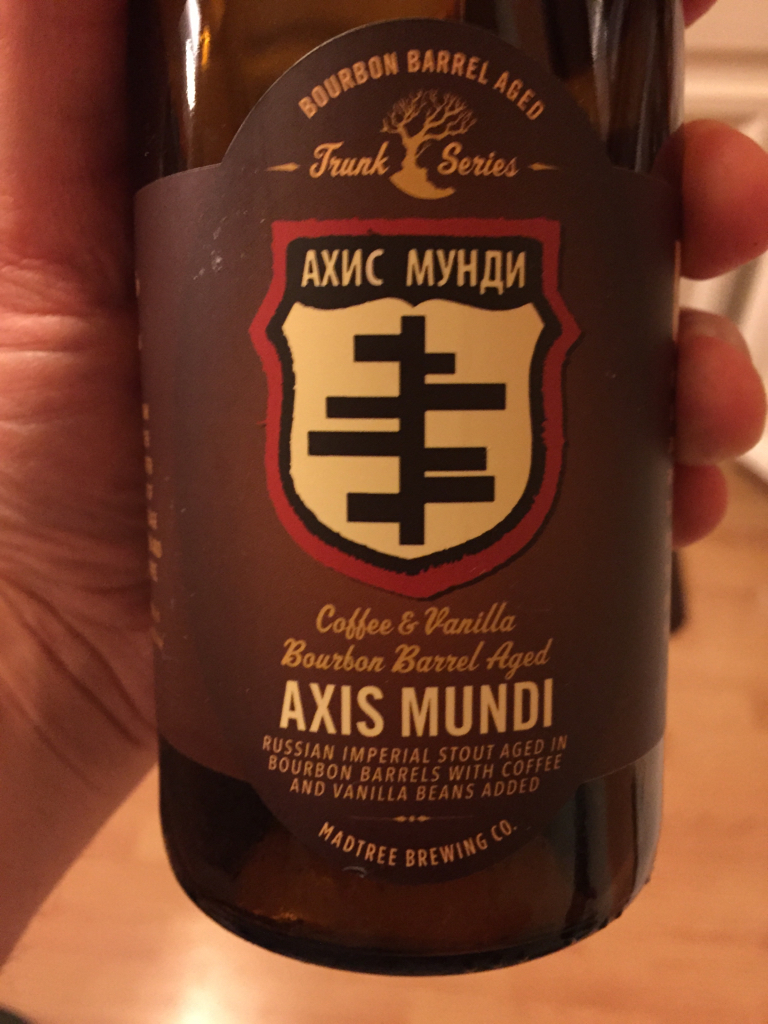 BOURBON BARREL AGED
Trunk Series
АХИС МУНДИ
Coffee & Vanilla
Bourbon Barrel Aged
AXIS MUNDI
RUSSIAN IMPERIAL STOUT AGED IN
BOURBON BARRELS WITH COFFEE
AND VANILLA BEANS ADDED
MADTREE BREWING CO.